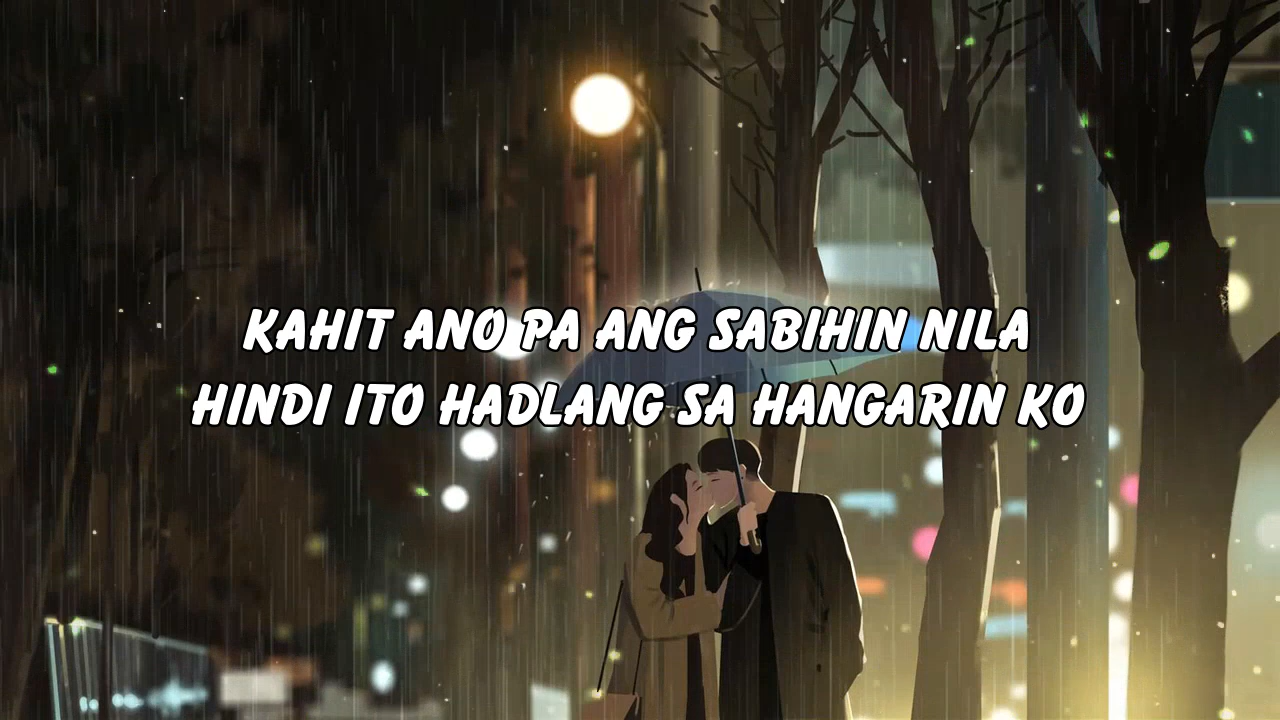 KAHIT ANO PA ANG SABIHIN NILA
HINDI ITO HADLANG SA HANGARIN KO